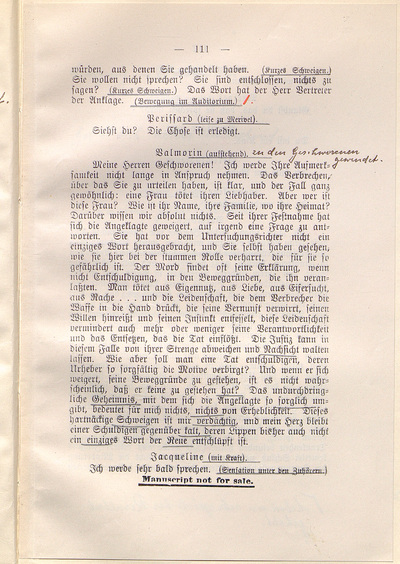 — 111 —
würden, aus denen Sie gehandelt haben. (Kurzes Schweigen.)
Sie wollen nicht sprechen? Sie sind entschlossen, nichts zu
sagen? (Kurzes Schweigen.) Das Wort hat der Herr Vertreter
der Anklage. (Bewegung im Auditorium.) 1.
Perissard (leise zu Merivel).
Siehst du? Die Chose ist erledigt.
Valmorin (aufstehend). zu den Geschworenen
gewendet.
Meine Herren Geschworenen! Ich werde Ihre Aufmerk-
samkeit nicht lange in Anspruch nehmen. Das Verbrechen,
über das Sie zu urteilen haben, ist klar, und der Fall ganz
gewöhnlich: eine Frau tötet ihren Liebhaber. Aber wer ist
diese Frau? Wie ist ihr Name, ihre Familie, wo ihre Heimat?
Darüber wissen wir absolut nichts. Seit ihrer Festnahme hat
sich die Angeklagte geweigert, auf irgend eine Frage zu ant-
worten. Sie hat vor dem Untersuchungsrichter nicht ein
einziges Wort herausgebracht, und Sie selbst haben gesehen,
wie sie hier bei der stummen Rolle verharrt, die für sie so
gefährlich ist. Der Mord findet oft seine Erklärung, wenn
nicht Entschuldigung, in den Beweggründen, die ihn veran-
laßten. Man tötet aus Eigennutz, aus Liebe, aus Eifersucht,
aus Rache . . . und die Leidenschaft, die dem Verbrecher die
Waffe in die Hand drückt, die seine Vernunft verwirrt, seinen
Willen hinreißt und seinen Instinkt entfesselt, diese Leidenschaft
vermindert auch mehr oder weniger seine Verantwortlichkeit
und das Entsetzen, das die Tat einflößt. Die Justiz kann in
diesem Falle von ihrer Strenge abweichen und Nachsicht walten
lassen. Wie aber soll man eine Tat entschuldigen, deren
Urheber so sorgfältig die Motive verbirgt? Und wenn er sich
weigert, seine Beweggründe zu gestehen, ist es nicht wahr-
scheinlich, daß er keine zu gestehen hat? Das undurchdring-
liche Geheimnis, mit dem sich die Angeklagte so sorglich um-
gibt, bedeutet für mich nichts, nichts von Erheblichkeit. Dieses
hartnäckige Schweigen ist mir verdächtig, und mein Herz bleibt
einer Schuldigen gegenüber kalt, deren Lippen bisher auch nicht
ein einziges Wort der Reue entschlüpft ist.
Jacqueline (mit Kraft).
Ich werde sehr bald sprechen. (Sensation unter den Zuhörern.)
Manuscript not for sale.